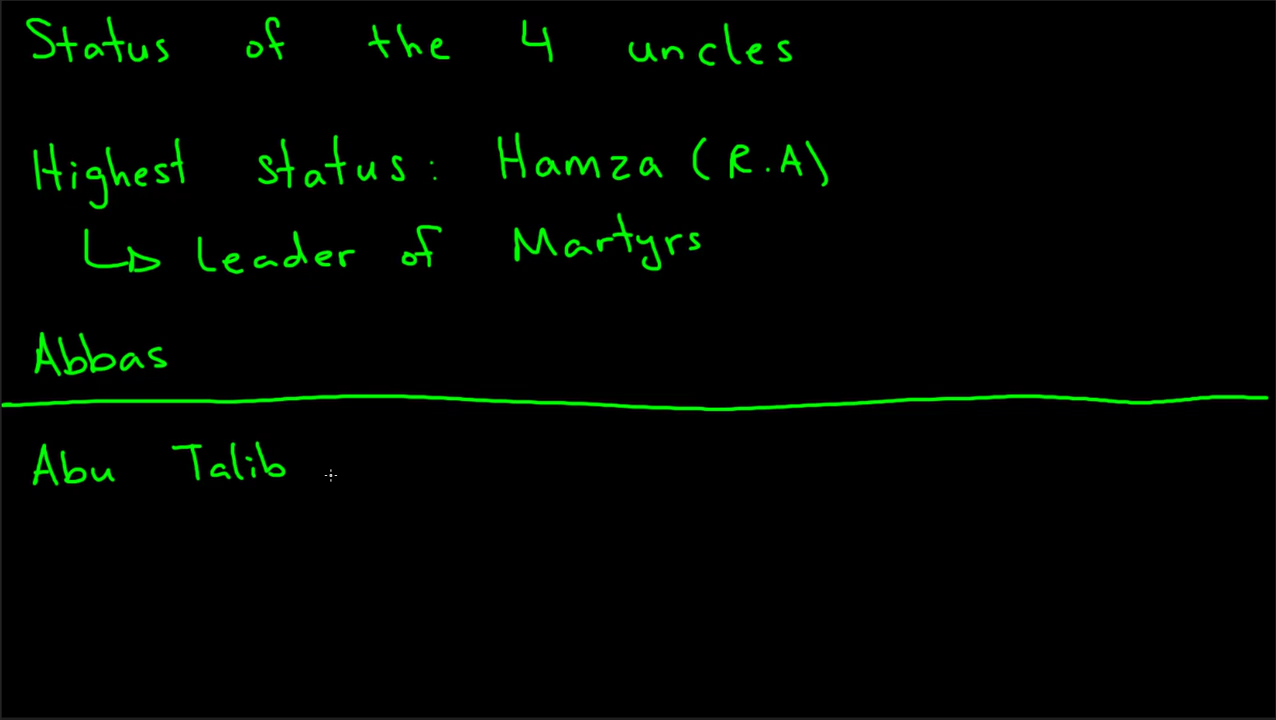 Status of the 4 uncles
Highest status: Hamza (R.A)
↳ Leader of Martyrs
Abbas
Abu Talib